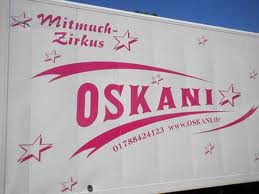 Mitmach-
Zirkus
OSKANI
01788424123 www.OSKANI.de